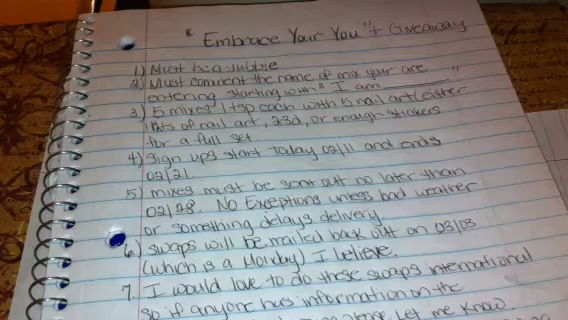 "Embrace Your You" + Giveaway
1) Must be a subbie
2) Must comment the name of mix your are
entering starting with "I am ________"
3.) 5 mixes 1 tsp each with 5 nail art (either
lots of nail art, 23d, or enough stickers
for a full set
4) Sign ups start today 02/11 and ends
02/21.
5) mixes must be sent out no later than
02/28. No Exceptions unless bad weather
or something delays delivery
6.) swaps will be mailed back out on 03/03
(which is a Monday) I believe.
7. I would love to do these swaps international
so if anyone has information on the
let me know.